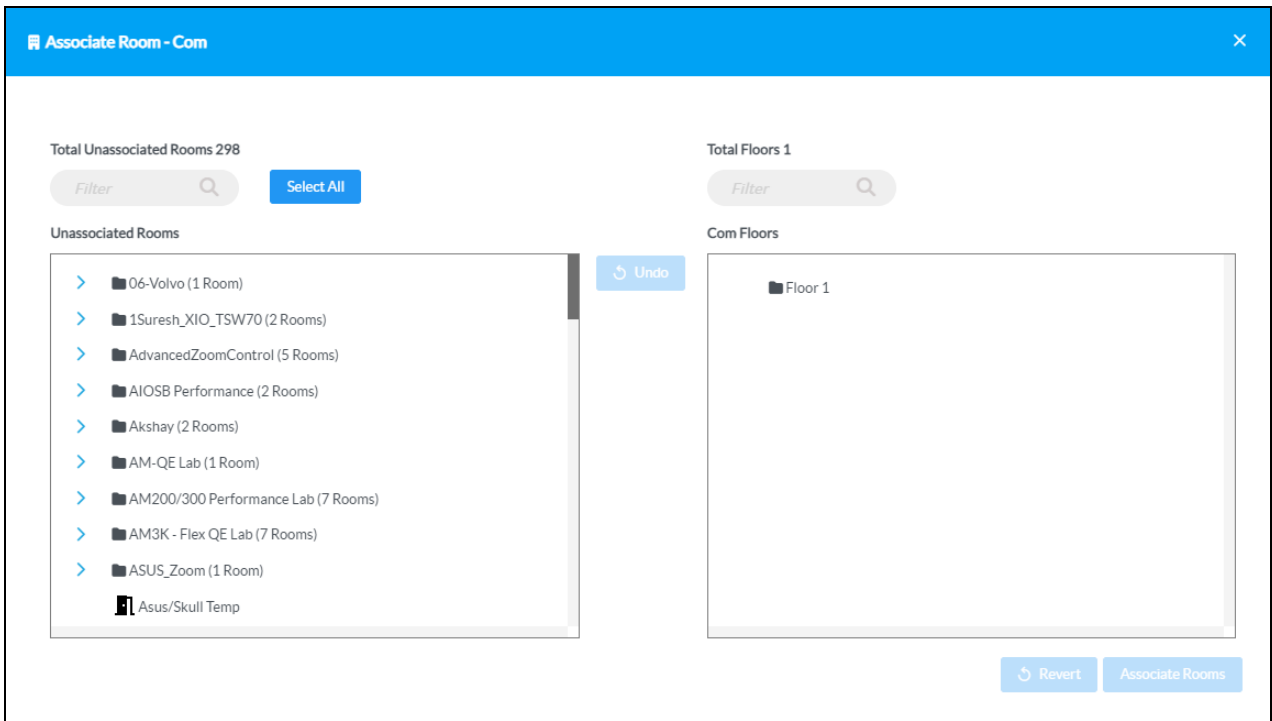 Associate Room - Com
Total Unassociated Rooms 298
Filter
Select All
Unassociated Rooms
06-Volvo (1 Room)
1Suresh_XIO_TSW70 (2 Rooms)
AdvancedZoomControl (5 Rooms)
AIOSB Performance (2 Rooms)
Akshay (2 Rooms)
AM-QE Lab (1 Room)
AM200/300 Performance Lab (7 Rooms)
AM3K - Flex QE Lab (7 Rooms)
ASUS_Zoom (1 Room)
Asus/Skull Temp
Undo
Total Floors 1
Filter
Com Floors
Floor 1
Revert
Associate Rooms